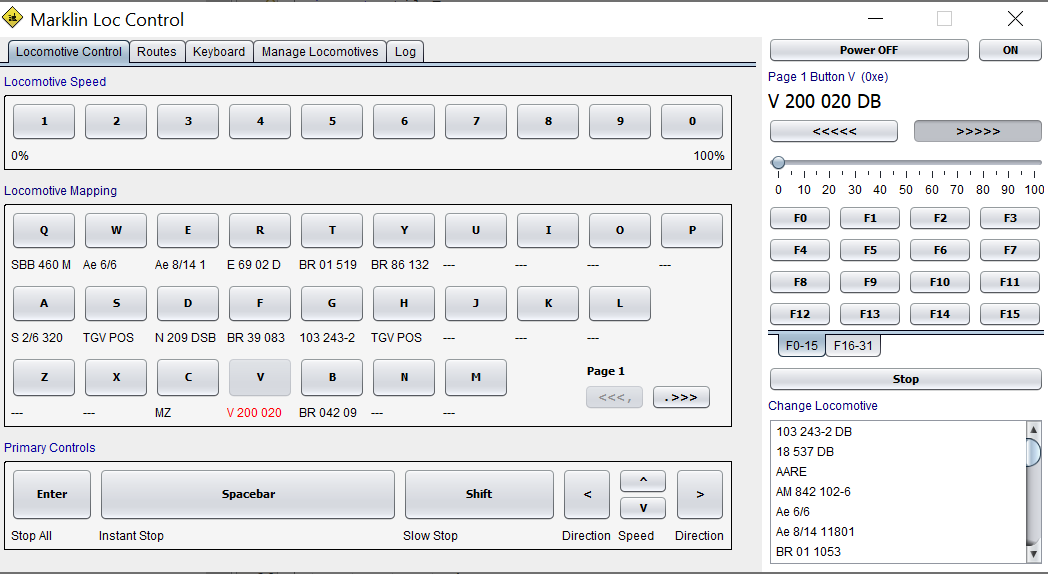 Marklin Loc Control
Locomotive Control Routes Keyboard Manage Locomotives Log
Locomotive Speed
1 2 3 4 5 6 7 8 9 0
0% 100%
Locomotive Mapping
Q W E R T Y U I O P
SBB 460 M Ae 6/6 Ae 8/14 1 E 69 02 D BR 01 519 BR 86 132 --- --- --- ---
A S D F G H J K L
S 2/6 320 TGV POS N 209 DSB BR 39 083 103 243-2 TGV POS --- --- ---
Z X C V B N M
--- --- MZ V 200 020 BR 042 09 --- ---
Page 1
<<<, .>>>
Primary Controls
Enter Spacebar Shift < ^ V >
Stop All Instant Stop Slow Stop Direction Speed Direction
Power OFF ON
Page 1 Button V (0xe)
V 200 020 DB
<<<<< >>>>>
0 10 20 30 40 50 60 70 80 90 100
F0 F1 F2 F3
F4 F5 F6 F7
F8 F9 F10 F11
F12 F13 F14 F15
F0-15 F16-31
Stop
Change Locomotive
103 243-2 DB
18 537 DB
AARE
AM 842 102-6
Ae 6/6
Ae 8/14 11801
BR 01 1053